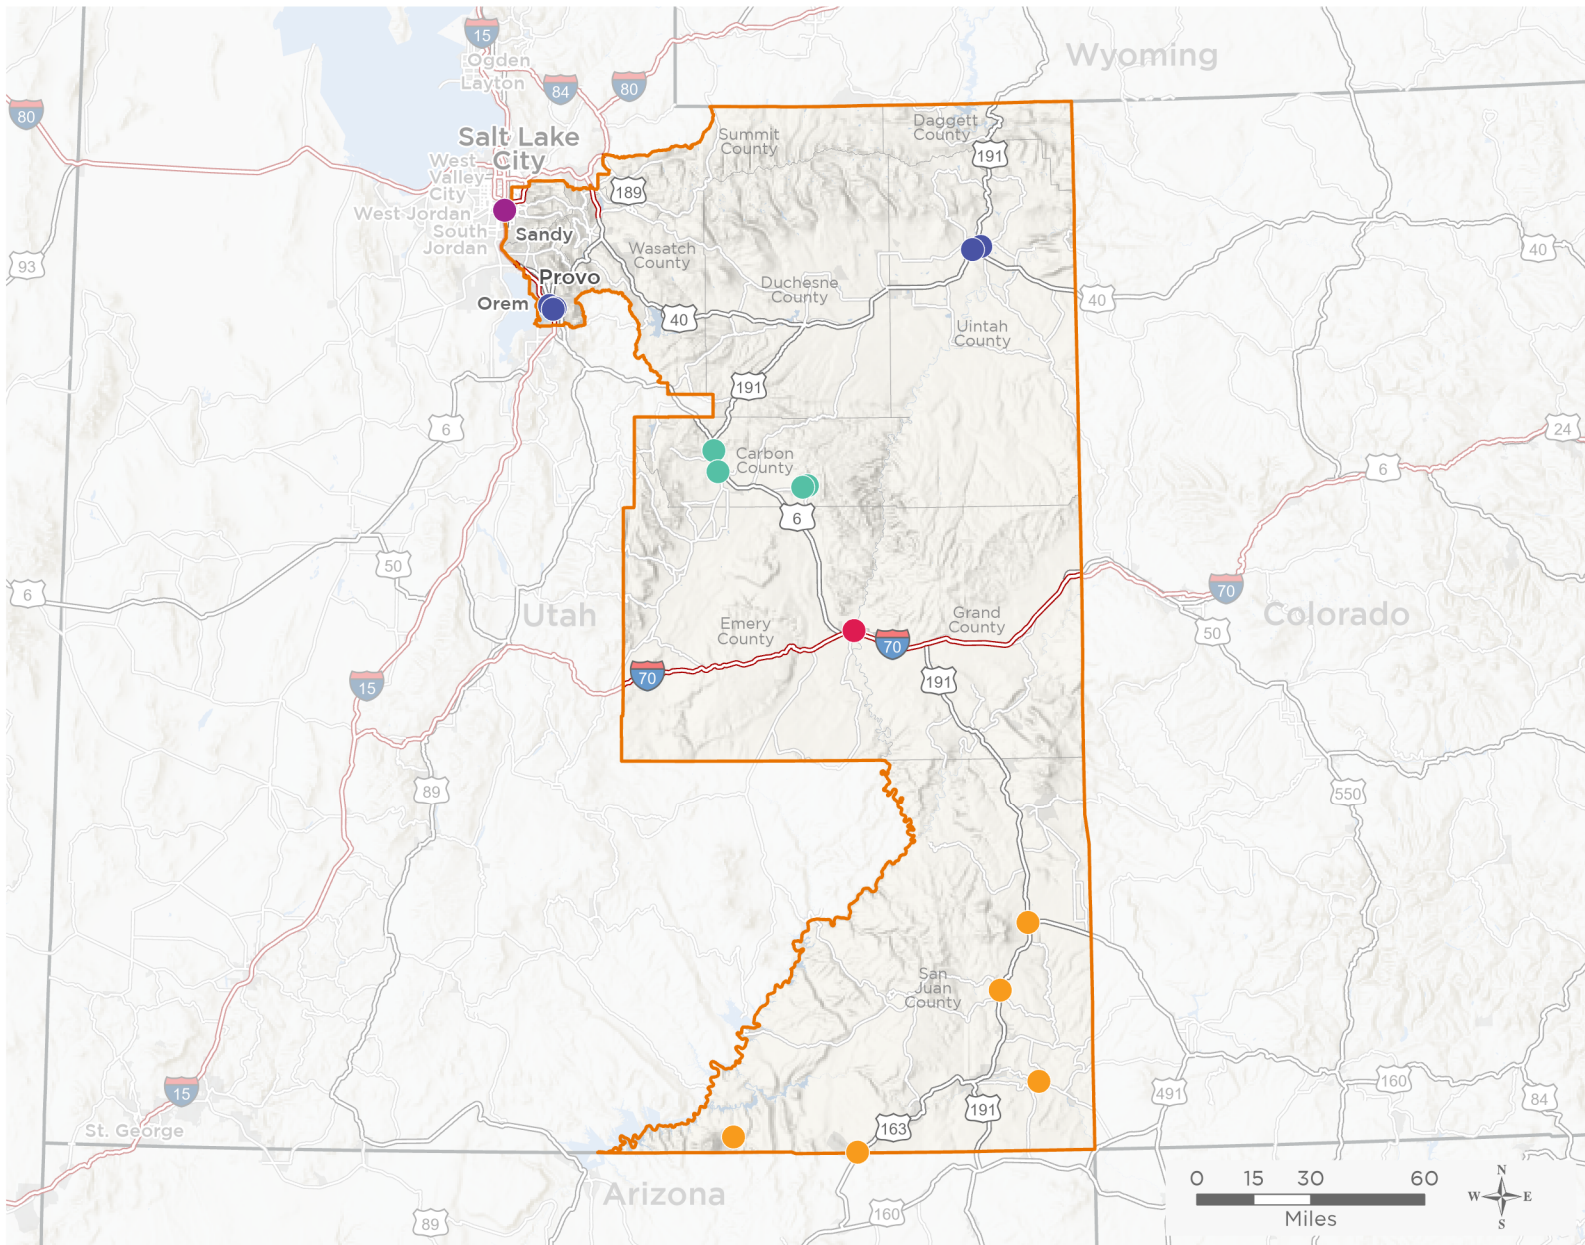 15
Ogden
Layton
84
80
80
Wyoming
Salt Lake
City
West
Valley
City
West Jordan
South
Jordan
Sandy
Summit
County
Daggett
County
191
189
93
Wasatch
County
40
Provo
Orem
Duchesne
County
40
40
Uintah
County
191
6
24
6
Carbon
County
6
50
6
Utah
Emery
County
Grand
County
70
70
191
70
Colorado
50
15
89
550
San
Juan
County
15
St. George
163
191
491
160
84
Arizona
89
160
0 15 30 60
Miles
N
W E
S